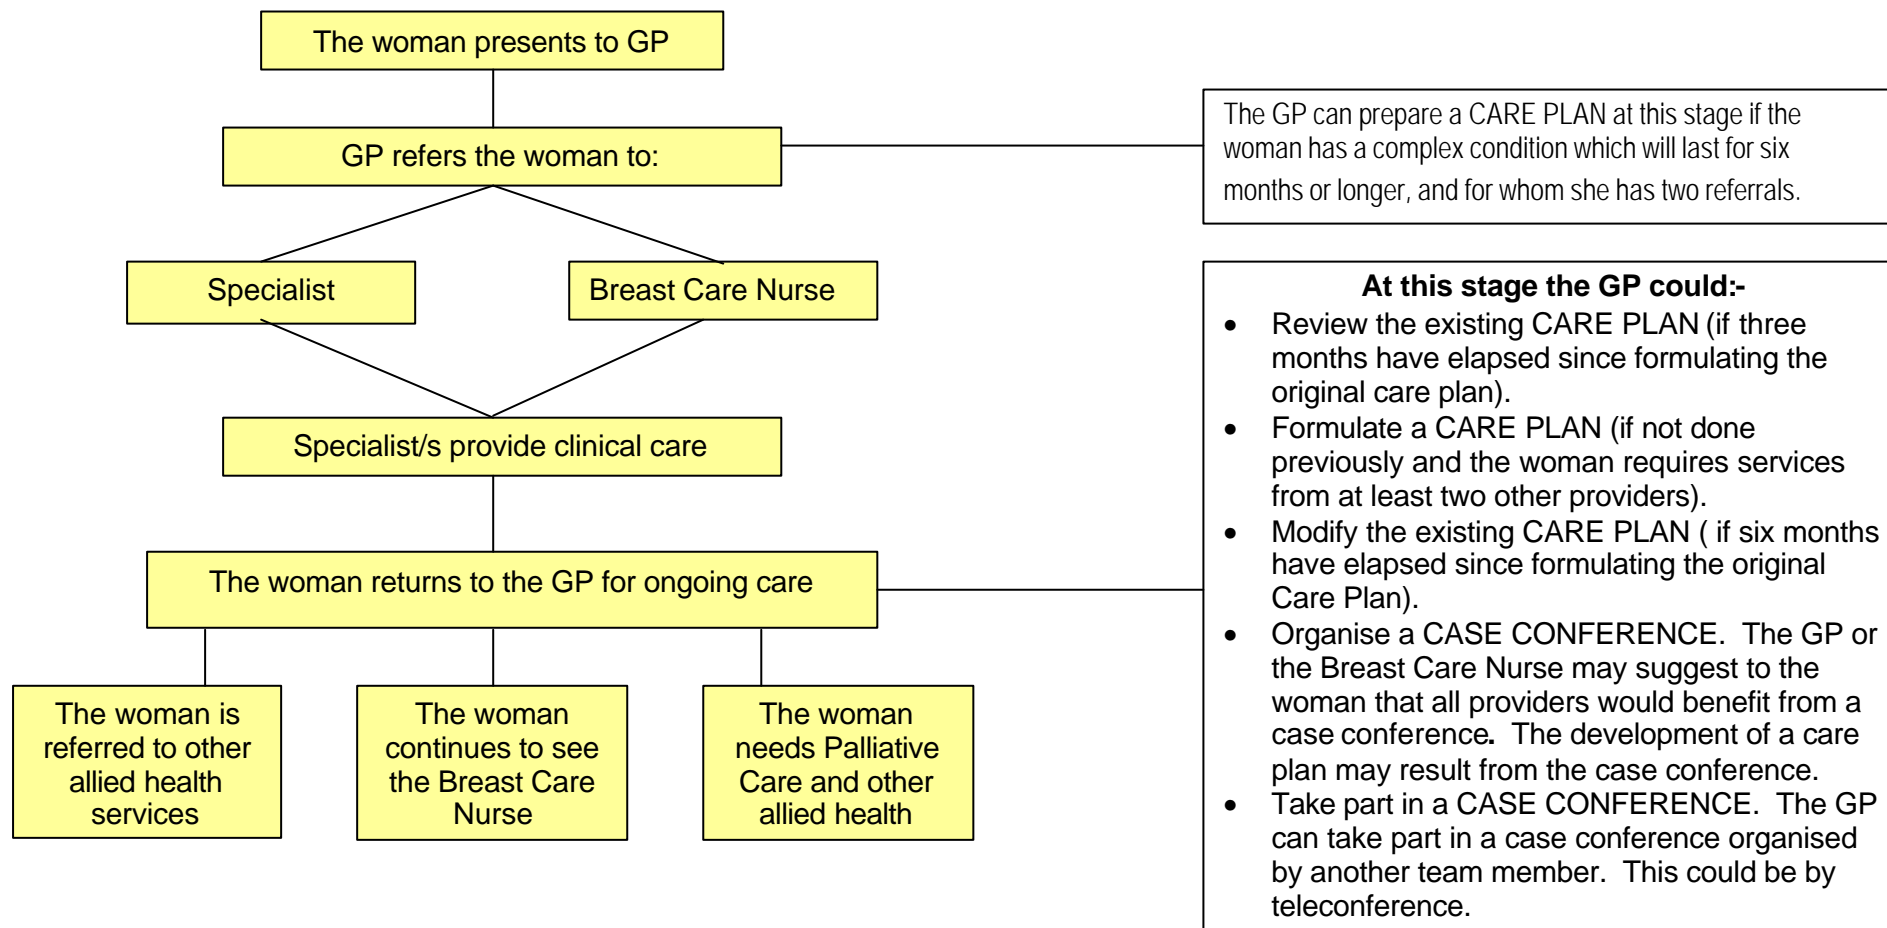 The woman presents to GP
GP refers the woman to:
The GP can prepare a CARE PLAN at this stage if the
woman has a complex condition which will last for six
months or longer, and for whom she has two referrals.
Specialist
Breast Care Nurse
Specialist/s provide clinical care
The woman returns to the GP for ongoing care
The woman is
referred to other
allied health
services
The woman
continues to see
the Breast Care
Nurse
The woman
needs Palliative
Care and other
allied health
At this stage the GP could:-
• Review the existing CARE PLAN (if three
months have elapsed since formulating the
original care plan).
• Formulate a CARE PLAN (if not done
previously and the woman requires services
from at least two other providers).
• Modify the existing CARE PLAN ( if six months
have elapsed since formulating the original
Care Plan).
• Organise a CASE CONFERENCE. The GP or
the Breast Care Nurse may suggest to the
woman that all providers would benefit from a
case conference. The development of a care
plan may result from the case conference.
• Take part in a CASE CONFERENCE. The GP
can take part in a case conference organised
by another team member. This could be by
teleconference.